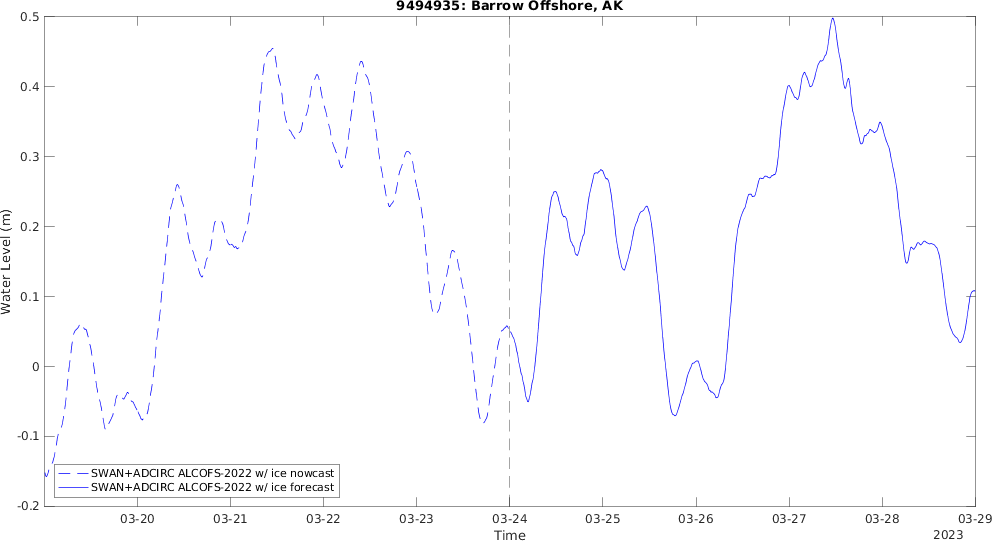 9494935: Barrow Offshore, AK
Water Level (m)
0.5
0.4
0.3
0.2
0.1
0
-0.1
-0.2
SWAN+ADCIRC ALCOFS-2022 w/ ice nowcast
SWAN+ADCIRC ALCOFS-2022 w/ ice forecast
03-20 03-21 03-22 03-23 03-24 03-25 03-26 03-27 03-28 03-29
Time
2023